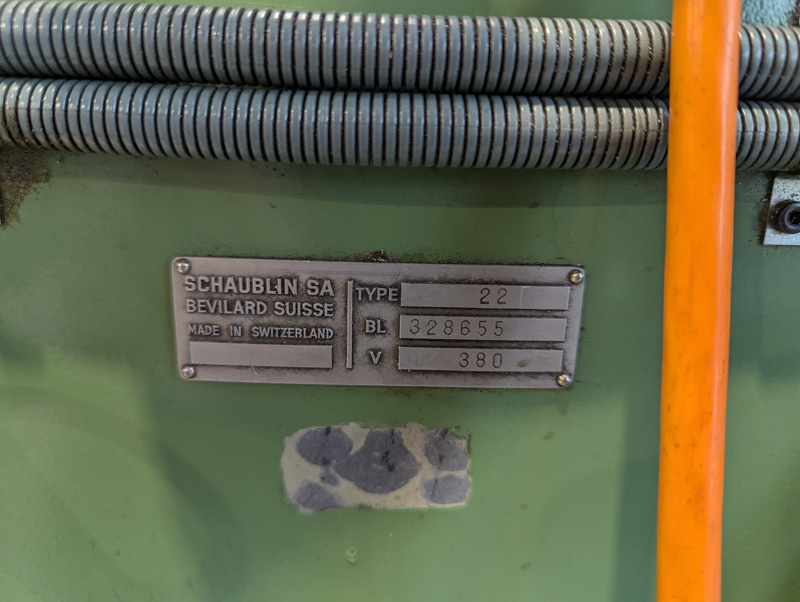 SCHAUBLIN SA
BEVILARD SUISSE
MADE IN SWITZERLAND
TYPE 22
BL 328655
V 380